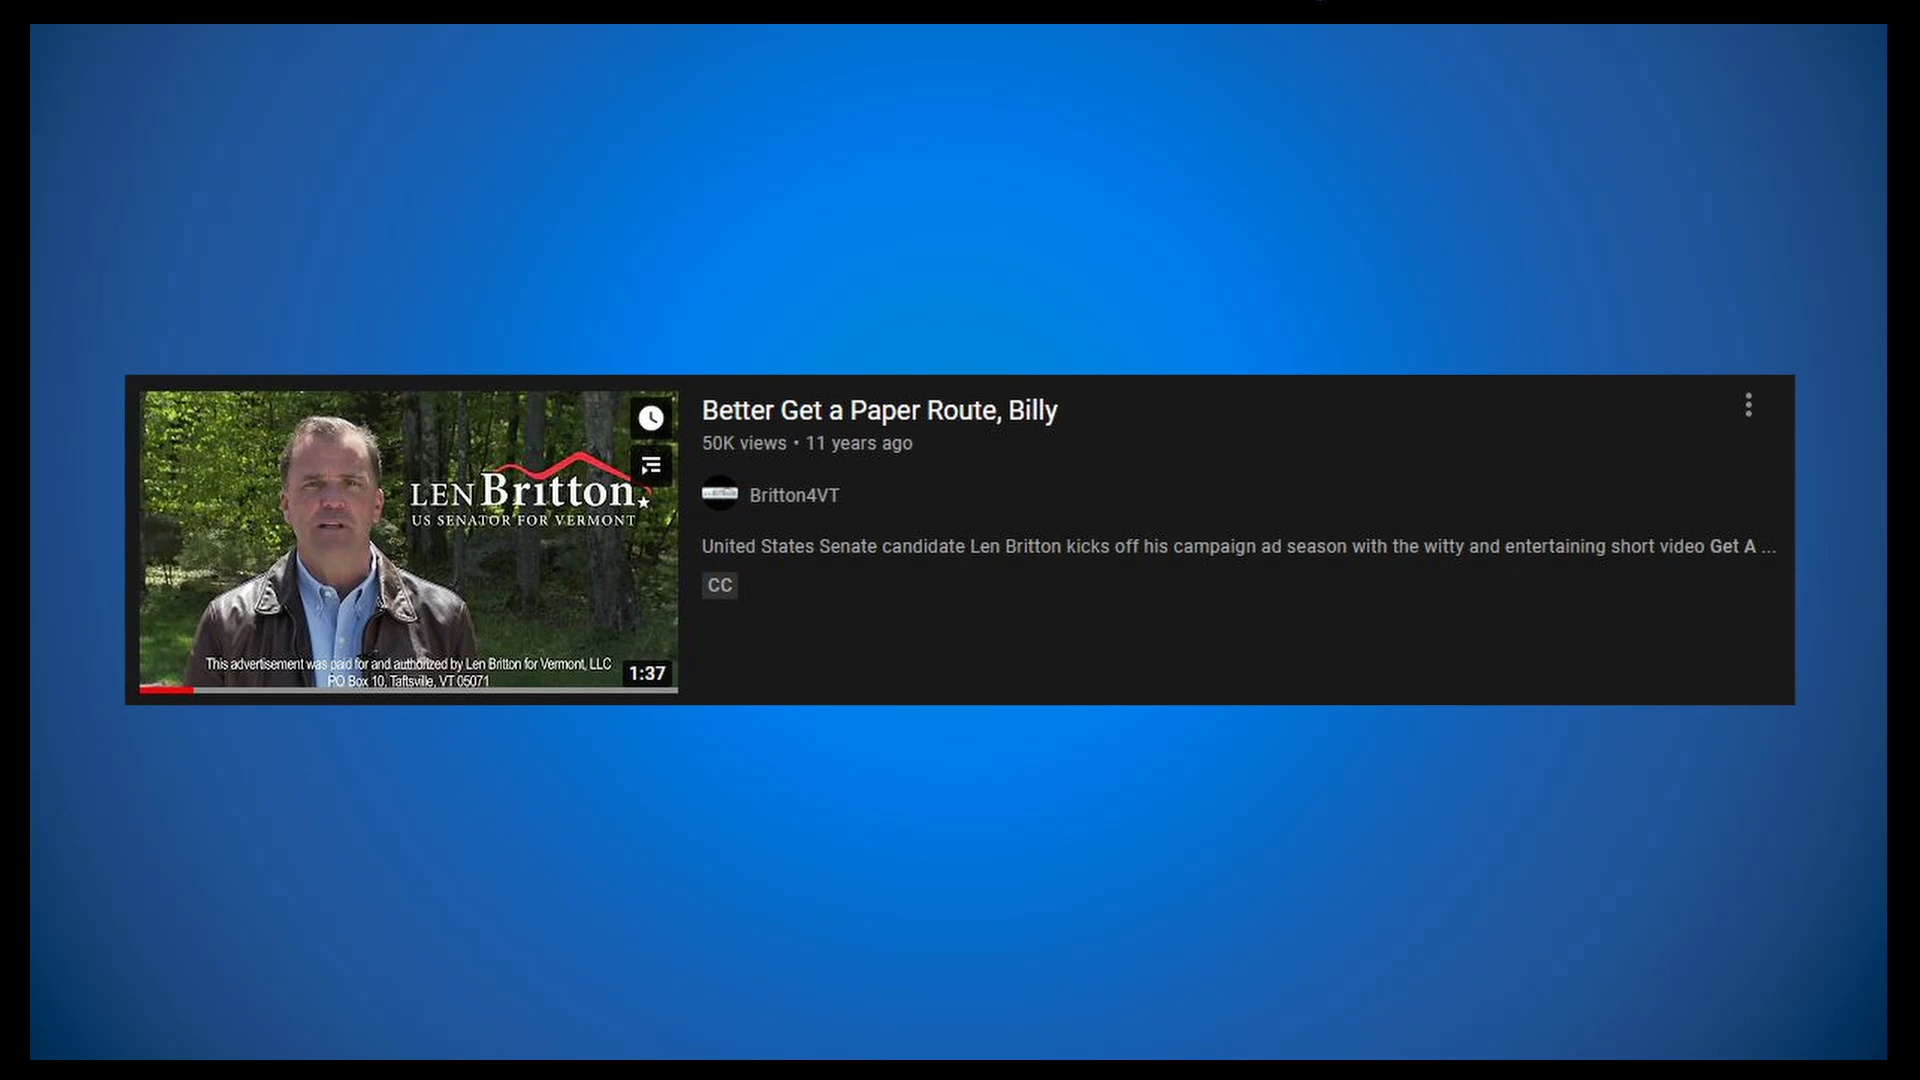 LEN Britton
US SENATOR FOR VERMONT
This advertisement was paid for and authorized by Len Britton for Vermont, LLC
PO Box 10, Taftsville, VT 05071
1:37
Better Get a Paper Route, Billy
50K views • 11 years ago
Britton4VT
United States Senate candidate Len Britton kicks off his campaign ad season with the witty and entertaining short video Get A ...
CC